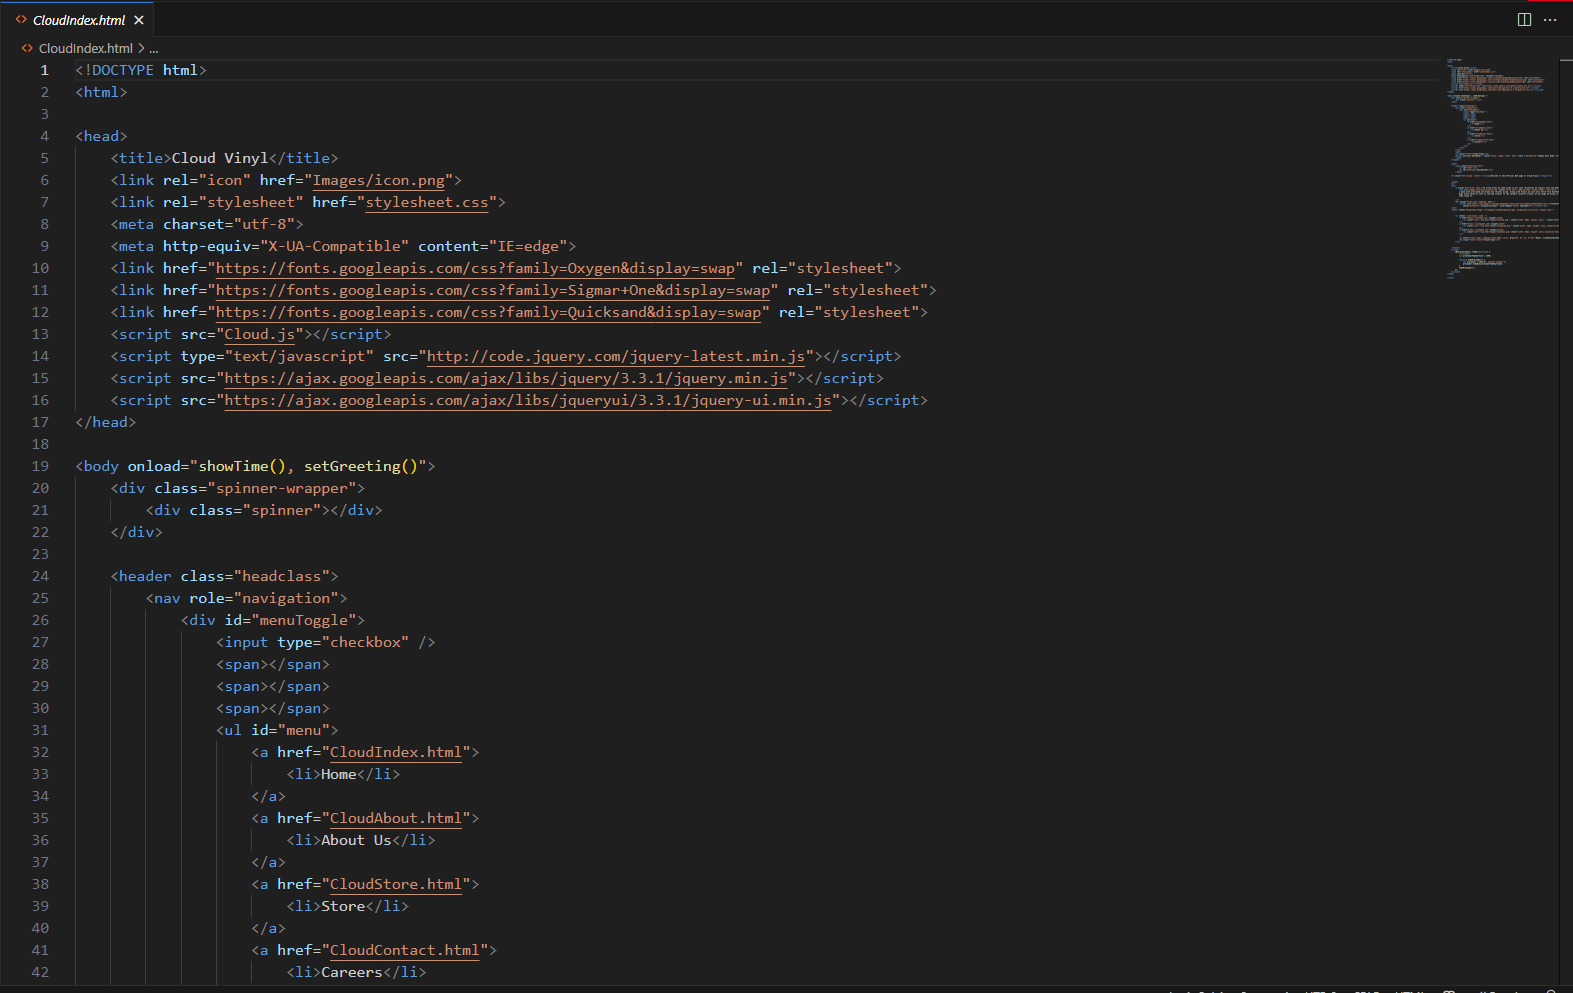 CloudIndex.html
CloudIndex.html > ...
1 <!DOCTYPE html>
2 <html>
3
4 <head>
5 <title>Cloud Vinyl</title>
6 <link rel="icon" href="Images/icon.png">
7 <link rel="stylesheet" href="stylesheet.css">
8 <meta charset="utf-8">
9 <meta http-equiv="X-UA-Compatible" content="IE=edge">
10 <link href="https://fonts.googleapis.com/css?family=Oxygen&display=swap" rel="stylesheet">
11 <link href="https://fonts.googleapis.com/css?family=Sigmar+One&display=swap" rel="stylesheet">
12 <link href="https://fonts.googleapis.com/css?family=Quicksand&display=swap" rel="stylesheet">
13 <script src="Cloud.js"></script>
14 <script type="text/javascript" src="http://code.jquery.com/jquery-latest.min.js"></script>
15 <script src="https://ajax.googleapis.com/ajax/libs/jquery/3.3.1/jquery.min.js"></script>
16 <script src="https://ajax.googleapis.com/ajax/libs/jqueryui/3.3.1/jquery-ui.min.js"></script>
17 </head>
18
19 <body onload="showTime(), setGreeting()">
20 <div class="spinner-wrapper">
21 <div class="spinner"></div>
22 </div>
23
24 <header class="headclass">
25 <nav role="navigation">
26 <div id="menuToggle">
27 <input type="checkbox" />
28 <span></span>
29 <span></span>
30 <span></span>
31 <ul id="menu">
32 <a href="CloudIndex.html">
33 <li>Home</li>
34 </a>
35 <a href="CloudAbout.html">
36 <li>About Us</li>
37 </a>
38 <a href="CloudStore.html">
39 <li>Store</li>
40 </a>
41 <a href="CloudContact.html">
42 <li>Careers</li>